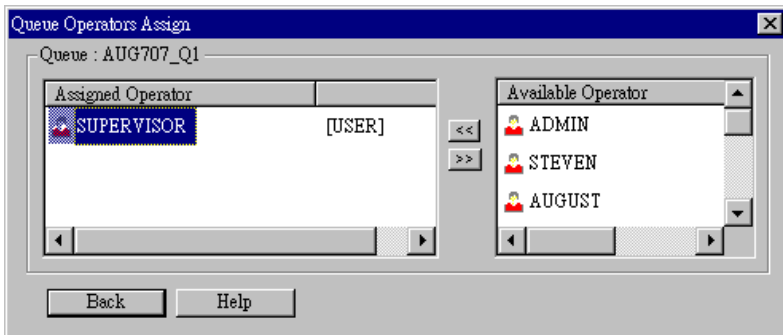 Queue Operators Assign
Queue : AUG707_Q1
Assigned Operator
SUPERVISOR [USER]
<<
>>
Available Operator
ADMIN
STEVEN
AUGUST
Back Help